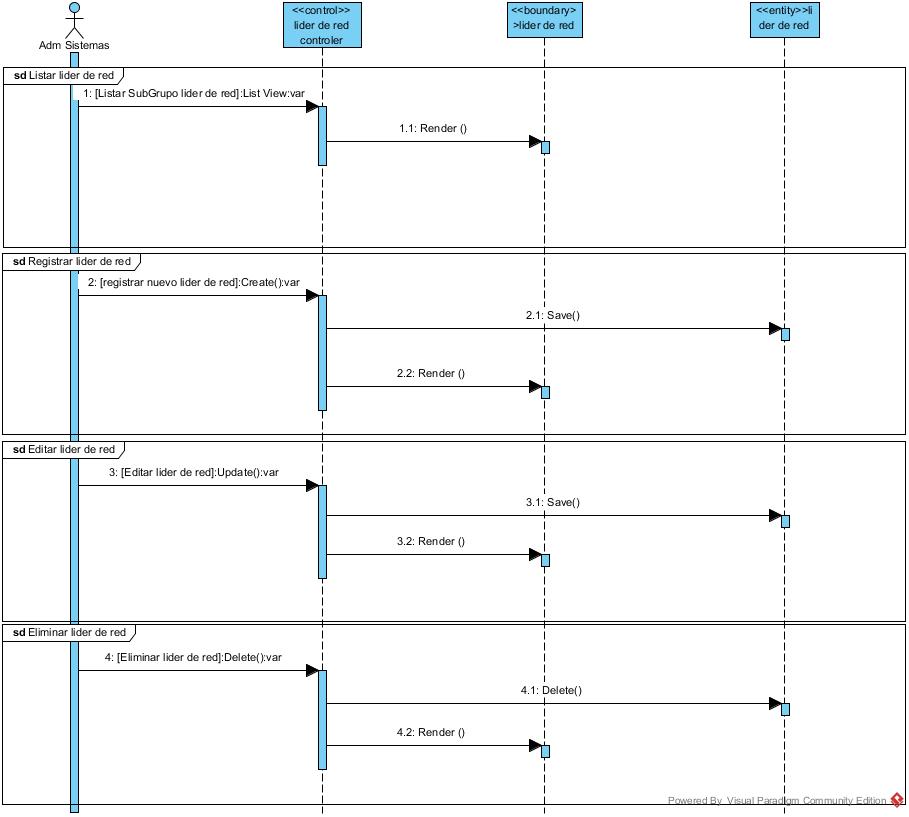 <<control>>
lider de red
controler
<<boundary>
>lider de red
<<entity>>li
der de red
Adm Sistemas
sd Listar lider de red
1: [Listar SubGrupo lider de red]:List View:var
1.1: Render ()
sd Registrar lider de red
2: [registrar nuevo lider de red]:Create():var
2.1: Save()
2.2: Render ()
sd Editar lider de red
3: [Editar lider de red]:Update():var
3.1: Save()
3.2: Render ()
sd Eliminar lider de red
4: [Eliminar lider de red]:Delete():var
4.1: Delete()
4.2: Render ()
Powered By Visual Paradigm Community Edition